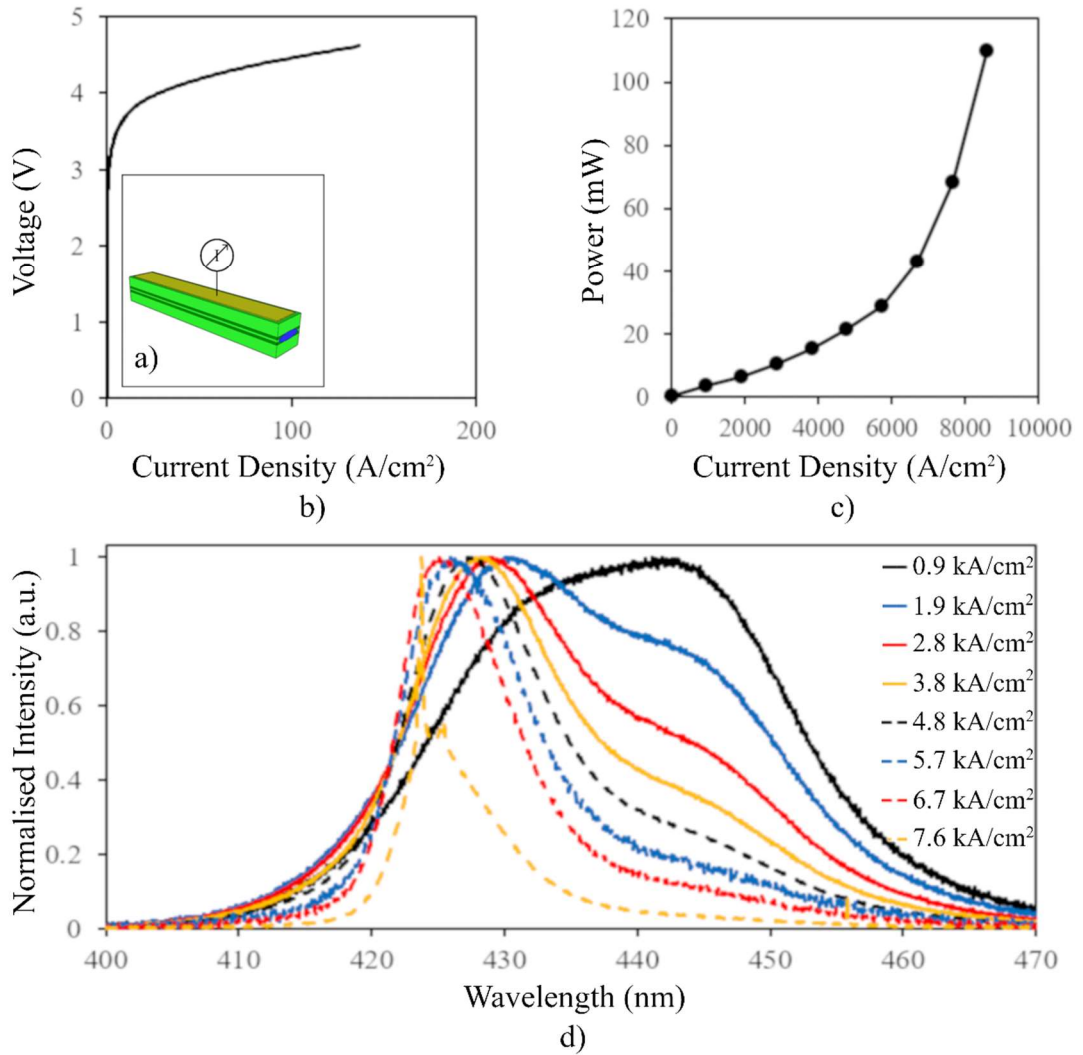 5
4
3
2
1
0
Voltage (V)
I
a)
0 100 200
Current Density (A/cm²)
b)
120
100
80
60
40
20
0
Power (mW)
0 2000 4000 6000 8000 10000
Current Density (A/cm²)
c)
1
0.8
0.6
0.4
0.2
0
Normalised Intensity (a.u.)
0.9 kA/cm²
1.9 kA/cm²
2.8 kA/cm²
3.8 kA/cm²
4.8 kA/cm²
5.7 kA/cm²
6.7 kA/cm²
7.6 kA/cm²
400 410 420 430 440 450 460 470
Wavelength (nm)
d)